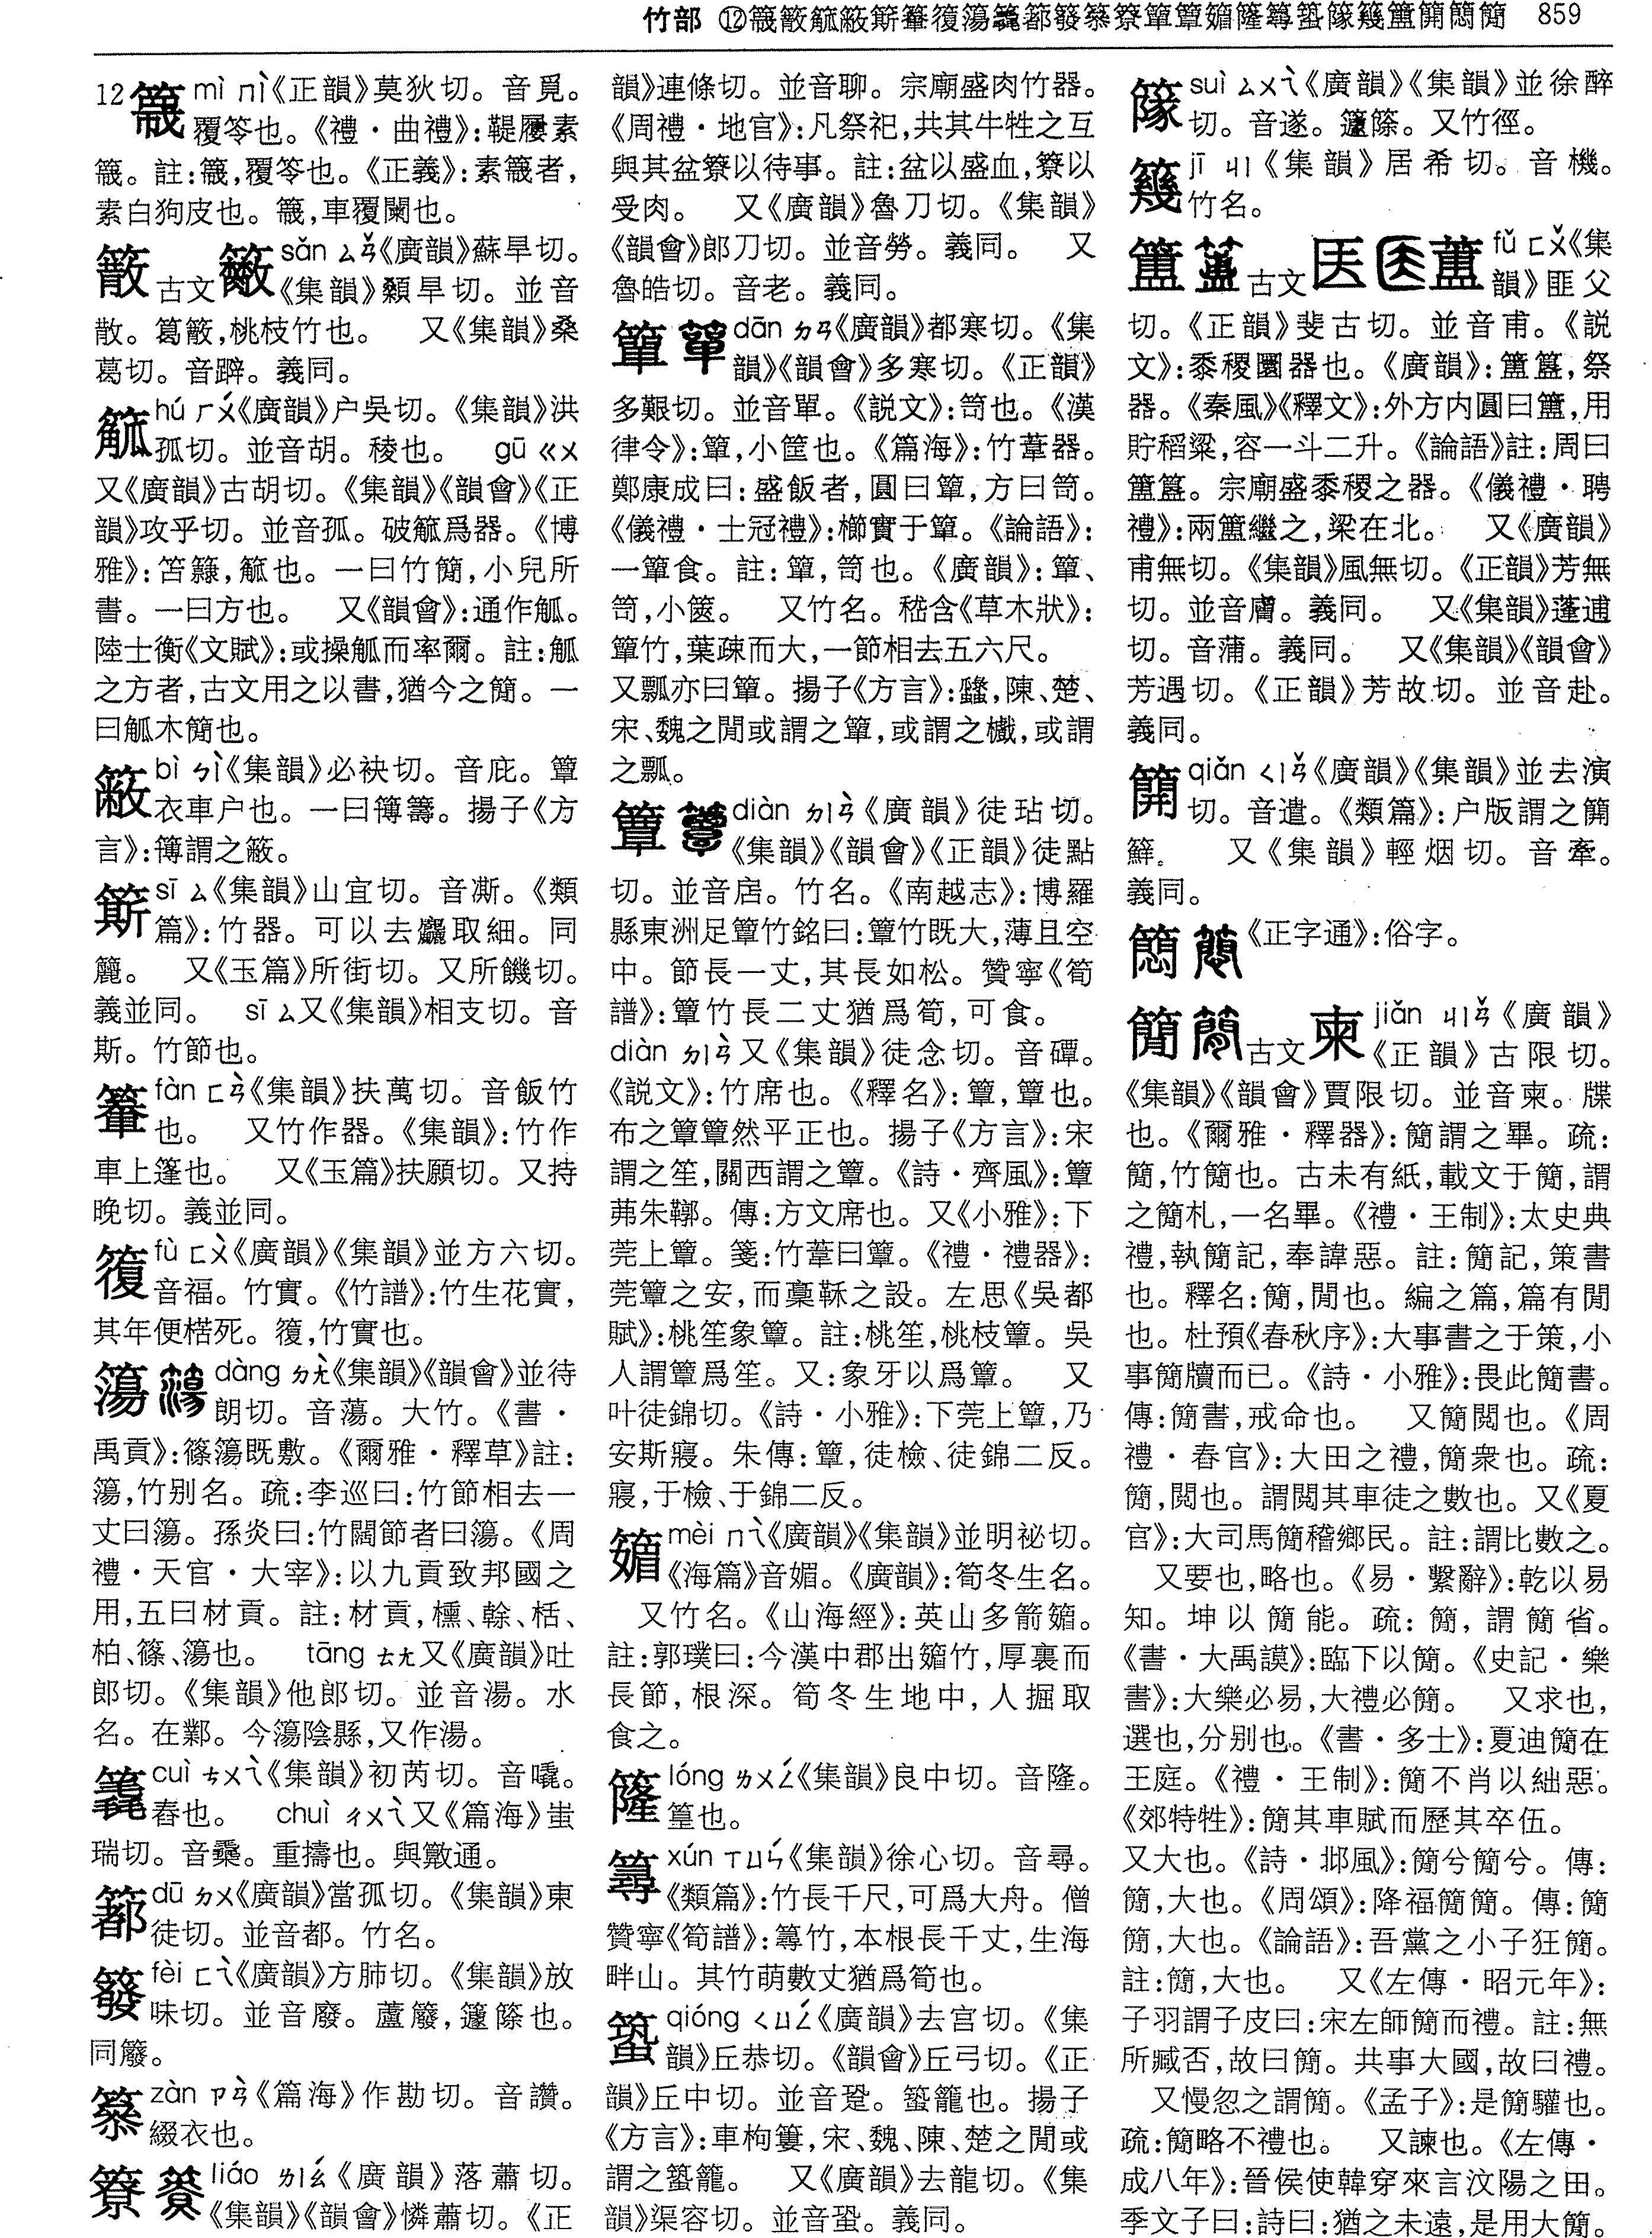 竹部 ⑫簚䉈𥯤䉾簛䉊䈏簜竁䈝䉬𥳑簝簞簟䉋䉶䉐䇬䉌䉉簠䉍䉥簡 859
12簚 mì ㄇㄧˋ《正韻》莫狄切。音覓。
覆笭也。《禮·曲禮》:鞮屨素
簚。註:簚,覆笭也。《正義》:素簚者,
素白狗皮也。簚,車覆闌也。
sǎn ㄙㄢˇ《廣韻》蘇旱切。
古文 《集韻》顙旱切。並音
散。篣,桃枝竹也。 又《集韻》桑
葛切。音躃。義同。
hú ㄏㄨˊ《廣韻》户吳切。《集韻》洪
孤切。並音胡。稜也。 gū ㄍㄨ
又《廣韻》古胡切。《集韻》《韻會》《正
韻》攻乎切。並音孤。破觚爲器。《博
雅》:笘,觚也。一曰竹簡,小兒所
書。一曰方也。 又《韻會》:通作觚。
陸士衡《文賦》:或操觚而率爾。註:觚
之方者,古文用之以書,猶今之簡。一
曰觚木簡也。
bì ㄅㄧˋ《集韻》必袂切。音庇。簟
衣車户也。一曰簙籌。揚子《方
言》:簙謂之蔽。
簛 sī ㄙ《集韻》山宜切。音凘。《類
篇》:竹器。可以去麤取細。同
簏。 又《玉篇》所街切。又所饑切。
義並同。 sī ㄙ又《集韻》相支切。音
斯。竹節也。
fàn ㄈㄢˋ《集韻》扶萬切。音飯竹
也。 又竹作器。《集韻》:竹作
車上篷也。 又《玉篇》扶願切。又持
晚切。義並同。
fù ㄈㄨˋ《廣韻》《集韻》並方六切。
音福。竹實。《竹譜》:竹生花實,
其年便楛死。,竹實也。
簜 dàng ㄉㄤˋ《集韻》《韻會》並待
朗切。音蕩。大竹。《書·
禹貢》:篠簜既敷。《爾雅·釋草》註:
簜,竹别名。疏:李巡曰:竹節相去一
丈曰簜。孫炎曰:竹闊節者曰簜。《周
禮·天官·大宰》:以九貢致邦國之
用,五曰材貢。註:材貢,櫄、榦、栝、
柏、篠、簜也。 tāng ㄊㄤ又《廣韻》吐
郎切。《集韻》他郎切。並音湯。水
名。在鄴。今簜陰縣,又作湯。
cuì ㄘㄨㄟˋ《集韻》初芮切。音。
舂也。 chuì ㄔㄨㄟˋ又《篇海》蚩
瑞切。音。重擣也。與通。
dū ㄉㄨ《廣韻》當孤切。《集韻》東
徒切。並音都。竹名。
fèi ㄈㄟˋ《廣韻》方肺切。《集韻》放
味切。並音廢。蘆,籧篨也。
同。
zàn ㄗㄢˋ《篇海》作勘切。音讚。
綴衣也。
簝 liáo ㄌㄧㄠˊ《廣韻》落蕭切。
《集韻》《韻會》憐蕭切。《正
韻》連條切。並音聊。宗廟盛肉竹器。
《周禮·地官》:凡祭祀,共其牛牲之互
與其盆簝以待事。註:盆以盛血,簝以
受肉。 又《廣韻》魯刀切。《集韻》
《韻會》郎刀切。並音勞。義同。 又
魯皓切。音老。義同。
簞 dān ㄉㄢ《廣韻》都寒切。《集
韻》《韻會》多寒切。《正韻》
多艱切。並音單。《説文》:笥也。《漢
律令》:簞,小筐也。《篇海》:竹葦器。
鄭康成曰:盛飯者,圓曰簞,方曰笥。
《儀禮·士冠禮》:櫛實于簞。《論語》:
一簞食。註:簞,笥也。《廣韻》:簞、
笥,小篋。 又竹名。嵇含《草木狀》:
簞竹,葉疎而大,一節相去五六尺。
又瓢亦曰簞。揚子《方言》:,陳、楚、
宋、魏之閒或謂之簞,或謂之㰕,或謂
之瓢。
簟 diàn ㄉㄧㄢˋ《廣韻》徒玷切。
《集韻》《韻會》《正韻》徒點
切。並音扂。竹名。《南越志》:博羅
縣東洲足簟竹銘曰:簟竹既大,薄且空
中。節長一丈,其長如松。贊寧《筍
譜》:簟竹長二丈猶爲筍,可食。
diàn ㄉㄧㄢˋ又《集韻》徒念切。音磹。
《説文》:竹席也。《釋名》:簟,簟也。
布之簟簟然平正也。揚子《方言》:宋
謂之笙,關西謂之簟。《詩·齊風》:簟
茀朱鞹。傳:方文席也。又《小雅》:下
莞上簟。箋:竹葦曰簟。《禮·禮器》:
莞簟之安,而稾鞂之設。左思《吳都
賦》:桃笙象簟。註:桃笙,桃枝簟。吳
人謂簟爲笙。又:象牙以爲簟。 又
叶徒錦切。《詩·小雅》:下莞上簟,乃
安斯寢。朱傳:簟,徒檢、徒錦二反。
寢,于檢、于錦二反。
mèi ㄇㄟˋ《廣韻》《集韻》並明祕切。
《海篇》音媚。《廣韻》:筍冬生名。
又竹名。《山海經》:英山多箭䉋。
註:郭璞曰:今漢中郡出䉋竹,厚裏而
長節,根深。筍冬生地中,人掘取
食之。
lóng ㄌㄨㄥˊ《集韻》良中切。音隆。
篁也。
xún ㄒㄩㄣˊ《集韻》徐心切。音尋。
《類篇》:竹長千尺,可爲大舟。僧
贊寧《筍譜》:竹,本根長千丈,生海
畔山。其竹萌數丈猶爲筍也。
qióng ㄑㄩㄥˊ《廣韻》去宫切。《集
韻》丘恭切。《韻會》丘弓切。《正
韻》丘中切。並音跫。籠也。揚子
《方言》:車枸簍,宋、魏、陳、楚之閒或
謂之籠。 又《廣韻》去龍切。《集
韻》渠容切。並音蛩。義同。
suì ㄙㄨㄟˋ《廣韻》《集韻》並徐醉
切。音遂。籧篨。又竹徑。
jī ㄐㄧ《集韻》居希切。音機。
竹名。
簠 古文 fǔ ㄈㄨˇ《集
韻》匪父
切。《正韻》斐古切。並音甫。《説
文》:黍稷圜器也。《廣韻》:簠簋,祭
器。《秦風》《釋文》:外方内圓曰簠,用
貯稻粱,容一斗二升。《論語》註:周曰
簠簋。宗廟盛黍稷之器。《儀禮·聘
禮》:兩簠繼之,梁在北。 又《廣韻》
甫無切。《集韻》風無切。《正韻》芳無
切。並音膚。義同。 又《集韻》蓬逋
切。音蒲。義同。 又《集韻》《韻會》
芳遇切。《正韻》芳故切。並音赴。
義同。
qiǎn ㄑㄧㄢˇ《廣韻》《集韻》並去演
切。音遣。《類篇》:户版謂之
。 又《集韻》輕烟切。音牽。
義同。
《正字通》:俗字。
簡 古文 jiǎn ㄐㄧㄢˇ《廣韻》
《正韻》古限切。
《集韻》《韻會》賈限切。並音柬。牒
也。《爾雅·釋器》:簡謂之畢。疏:
簡,竹簡也。古未有紙,載文于簡,謂
之簡札,一名畢。《禮·王制》:太史典
禮,執簡記,奉諱惡。註:簡記,策書
也。釋名:簡,閒也。編之篇,篇有閒
也。杜預《春秋序》:大事書之于策,小
事簡牘而已。《詩·小雅》:畏此簡書。
傳:簡書,戒命也。 又簡閲也。《周
禮·春官》:大田之禮,簡衆也。疏:
簡,閲也。謂閲其車徒之數也。又《夏
官》:大司馬簡稽鄉民。註:謂比數之。
又要也,略也。《易·繫辭》:乾以易
知。坤以簡能。疏:簡,謂簡省。
《書·大禹謨》:臨下以簡。《史記·樂
書》:大樂必易,大禮必簡。 又求也,
選也,分别也。《書·多士》:夏迪簡在
王庭。《禮·王制》:簡不肖以絀惡。
《郊特牲》:簡其車賦而歷其卒伍。
又大也。《詩·邶風》:簡兮簡兮。傳:
簡,大也。《周頌》:降福簡簡。傳:簡
簡,大也。《論語》:吾黨之小子狂簡。
註:簡,大也。 又《左傳·昭元年》:
子羽謂子皮曰:宋左師簡而禮。註:無
所臧否,故曰簡。共事大國,故曰禮。
又慢忽之謂簡。《孟子》:是簡驩也。
疏:簡略不禮也。 又諫也。《左傳·
成八年》:晉侯使韓穿來言汶陽之田。
季文子曰:詩曰:猶之未遠,是用大簡。